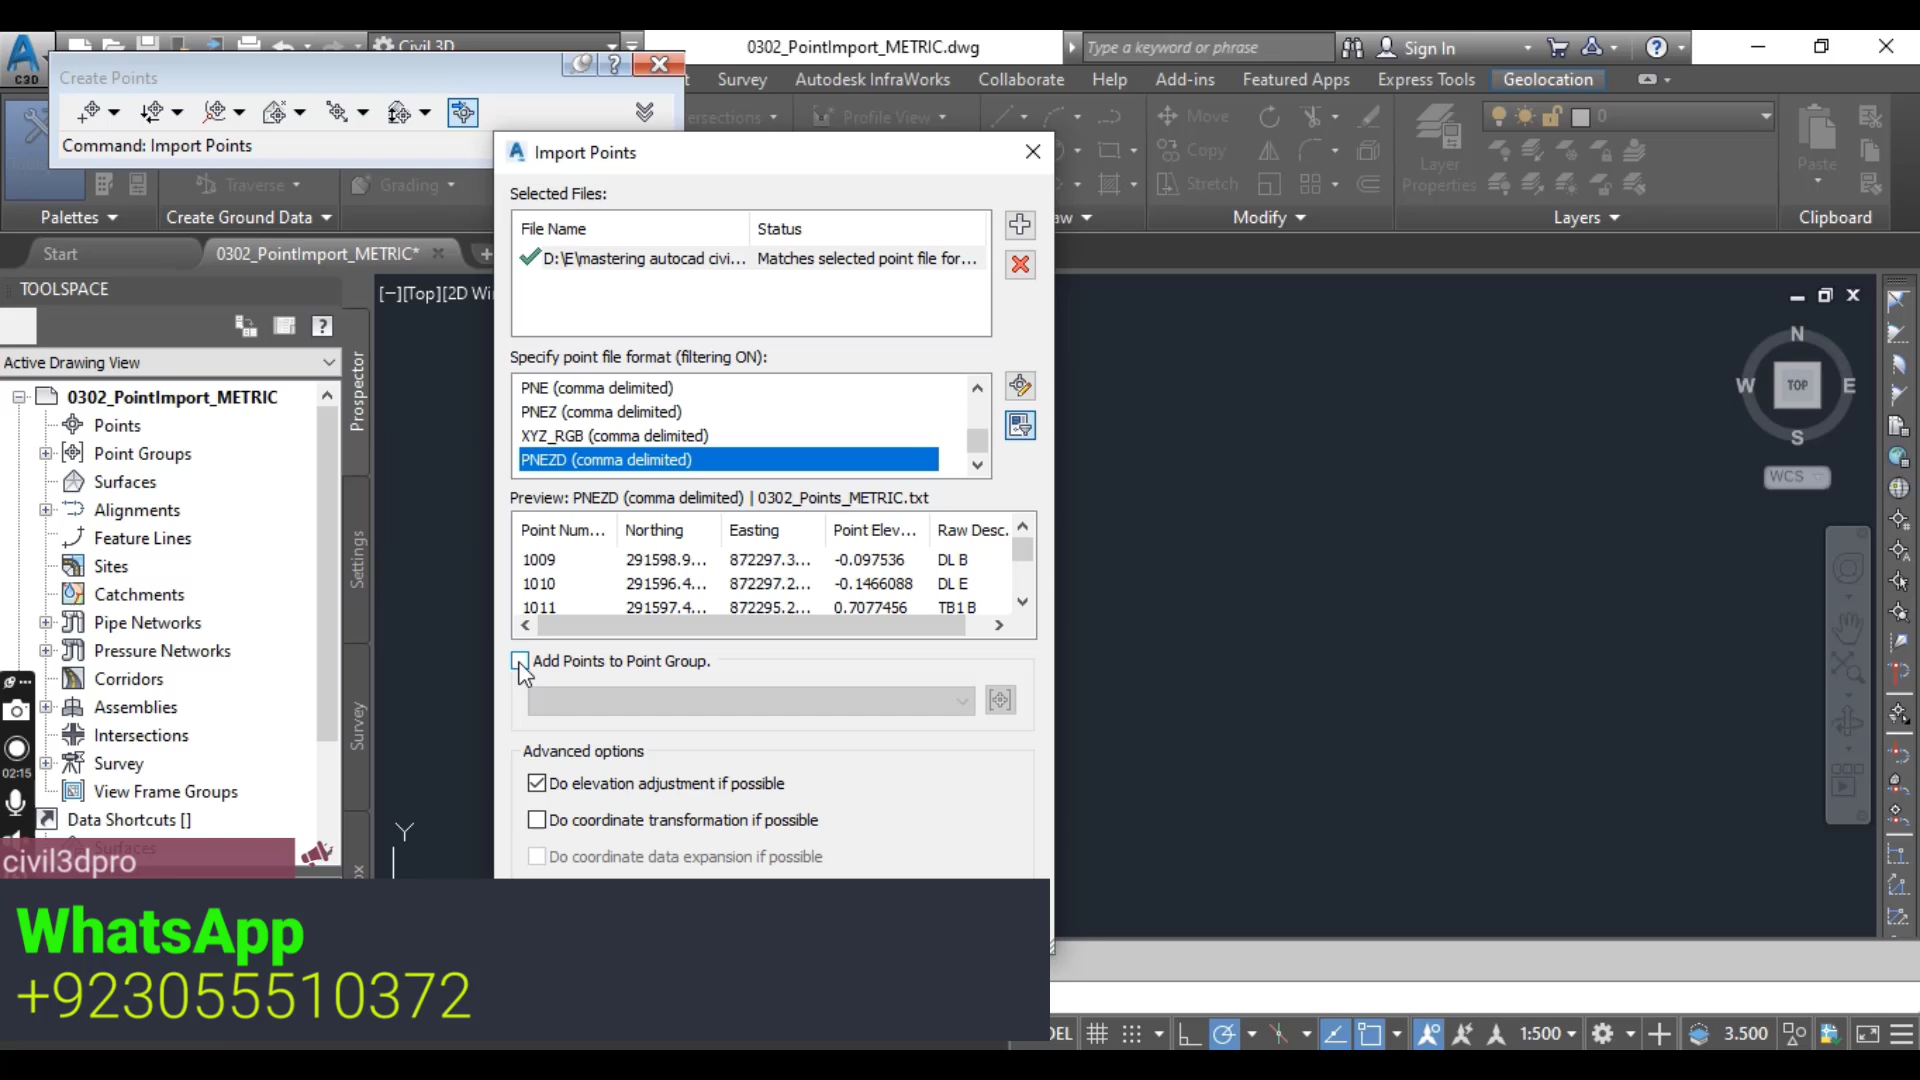 C3D
Civil 3D
0302_PointImport_METRIC.dwg
Type a keyword or phrase
Sign In
Create Points
Command: Import Points
Survey
Autodesk InfraWorks
Collaborate
Help
Add-ins
Featured Apps
Express Tools
Geolocation
ersections
Profile View
Move
Copy
Stretch
Layer
Properties
0
Paste
Traverse
Grading
Palettes
Create Ground Data
aw
Modify
Layers
Clipboard
Start
0302_PointImport_METRIC*
TOOLSPACE
Active Drawing View
0302_PointImport_METRIC
Points
Point Groups
Surfaces
Alignments
Feature Lines
Sites
Catchments
Pipe Networks
Pressure Networks
Corridors
Assemblies
Intersections
Survey
View Frame Groups
Data Shortcuts []
Surfaces
Prospector
Settings
Survey
[−][Top][2D Wi
Import Points
Selected Files:
File Name
Status
D:\E\mastering autocad civi...
Matches selected point file for...
Specify point file format (filtering ON):
PNE (comma delimited)
PNEZ (comma delimited)
XYZ_RGB (comma delimited)
PNEZD (comma delimited)
Preview: PNEZD (comma delimited) | 0302_Points_METRIC.txt
Point Num... Northing Easting Point Elev... Raw Desc.
1009 291598.9... 872297.3... -0.097536 DL B
1010 291596.4... 872297.2... -0.1466088 DL E
1011 291597.4... 872295.2... 0.7077456 TB1 B
Add Points to Point Group.
Advanced options
Do elevation adjustment if possible
Do coordinate transformation if possible
Do coordinate data expansion if possible
N
W
TOP
E
S
WCS
Y
02:15
civil3dpro
WhatsApp
+923055510372
DEL
1:500
3.500